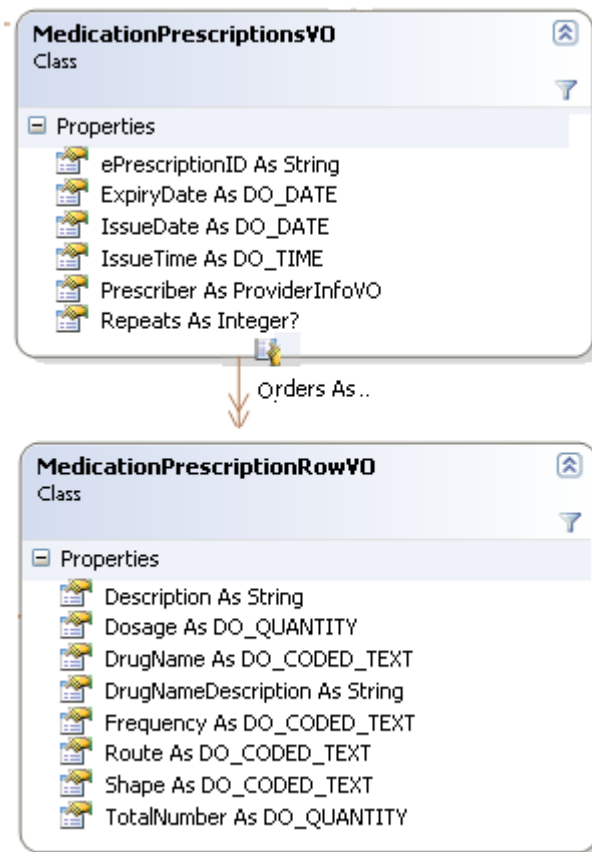 MedicationPrescriptionsVO
Class
Properties
ePrescriptionID As String
ExpiryDate As DO_DATE
IssueDate As DO_DATE
IssueTime As DO_TIME
Prescriber As ProviderInfoVO
Repeats As Integer?
Orders As..
MedicationPrescriptionRowVO
Class
Properties
Description As String
Dosage As DO_QUANTITY
DrugName As DO_CODED_TEXT
DrugNameDescription As String
Frequency As DO_CODED_TEXT
Route As DO_CODED_TEXT
Shape As DO_CODED_TEXT
TotalNumber As DO_QUANTITY